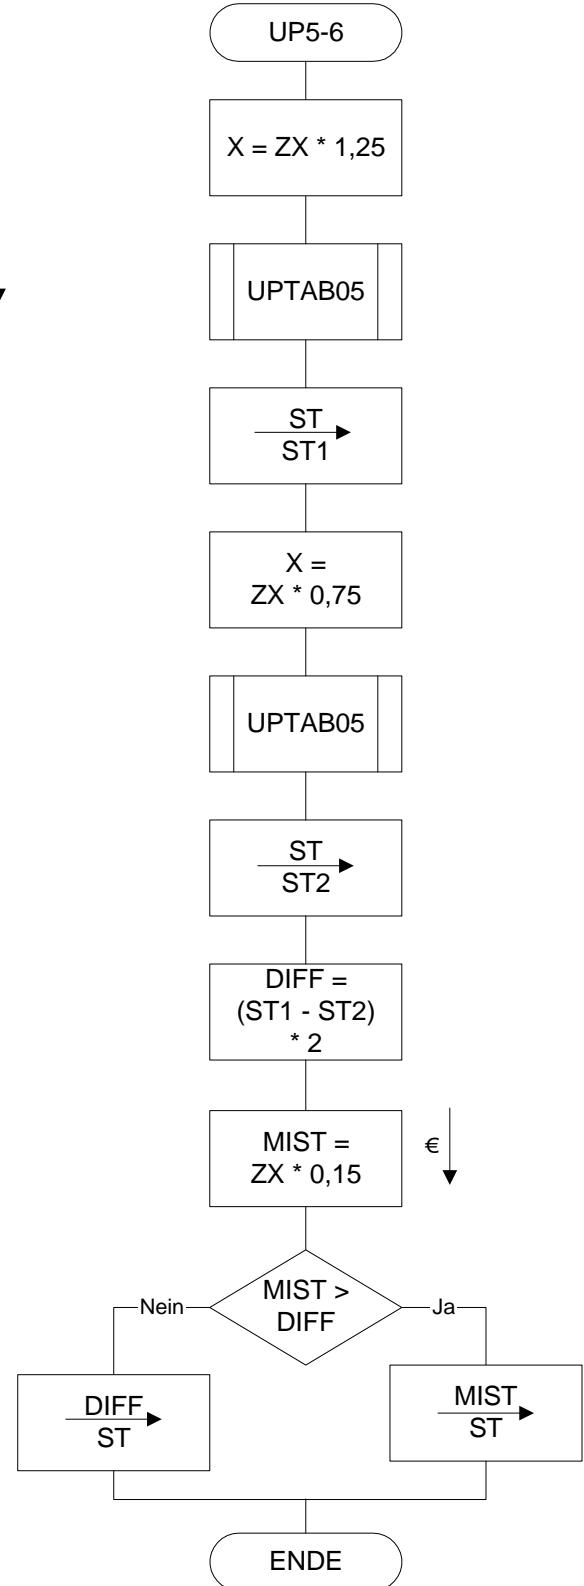 UP5-6
X = ZX * 1,25
UPTAB05
ST
ST1
X =
ZX * 0,75
UPTAB05
ST
ST2
DIFF =
(ST1 - ST2)
* 2
MIST =
ZX * 0,15
€
MIST >
DIFF
Nein
Ja
DIFF
ST
MIST
ST
ENDE